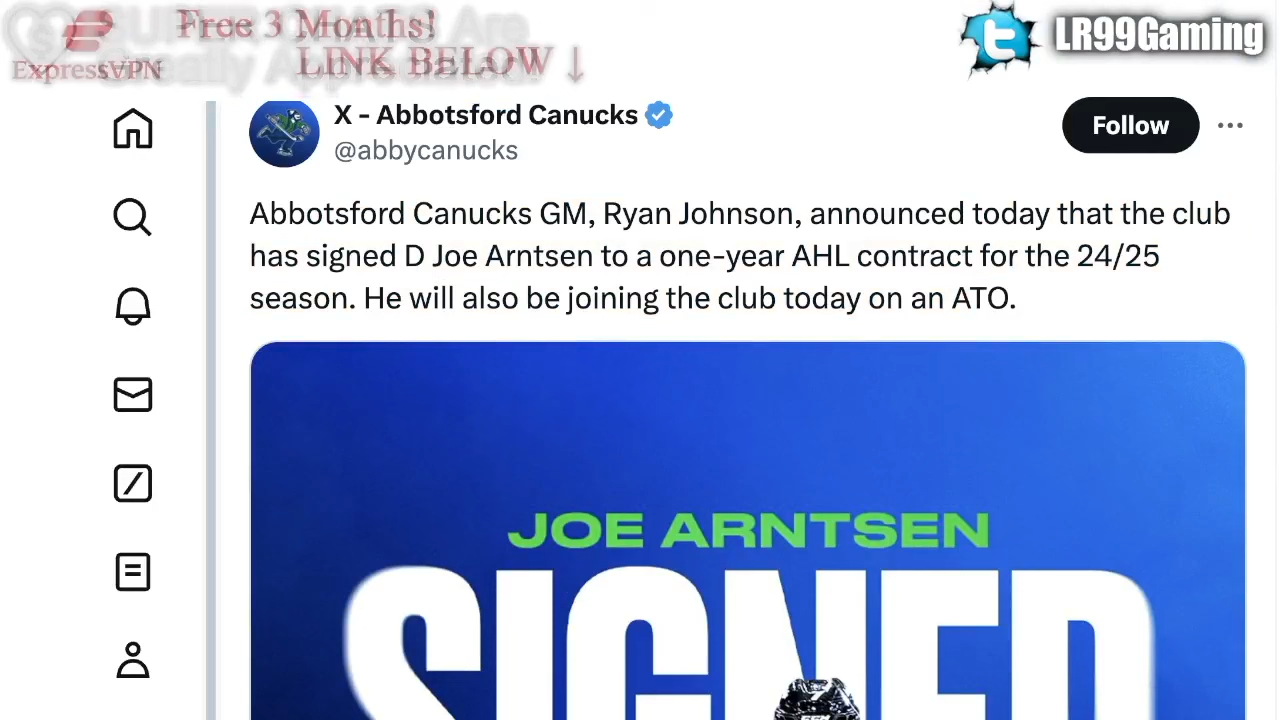 Free 3 Months!
LINK BELOW ↓
ExpressVPN
Are
Greatly
LR99Gaming
X - Abbotsford Canucks
@abbycanucks
Follow
Abbotsford Canucks GM, Ryan Johnson, announced today that the club
has signed D Joe Arntsen to a one-year AHL contract for the 24/25
season. He will also be joining the club today on an ATO.
JOE ARNTSEN
SIGNED